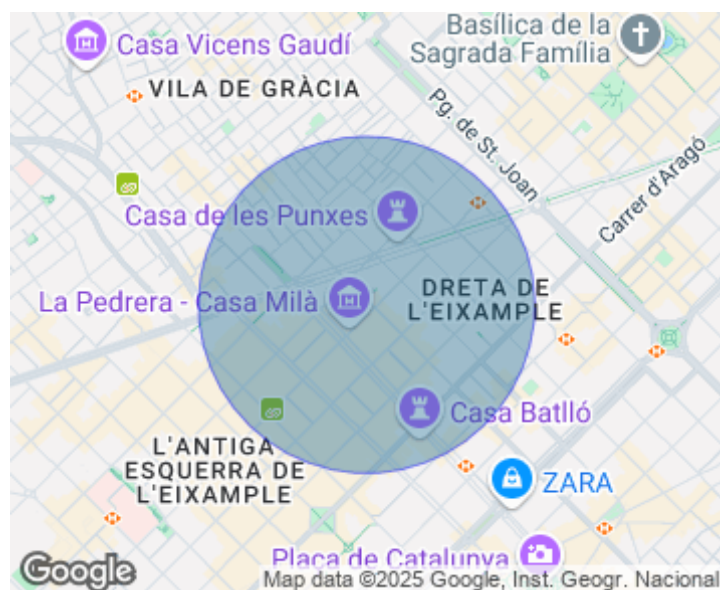 Basílica de la
Sagrada Família
Casa Vicens Gaudí
VILA DE GRÀCIA
Pg. de St. Joan
Carrer d'Aragó
Casa de les Punxes
DRETA DE
L'EIXAMPLE
La Pedrera - Casa Milà
Casa Batlló
L'ANTIGA
ESQUERRA DE
L'EIXAMPLE
ZARA
Plaça de Catalunya
Google
Map data ©2025 Google, Inst. Geogr. Nacional